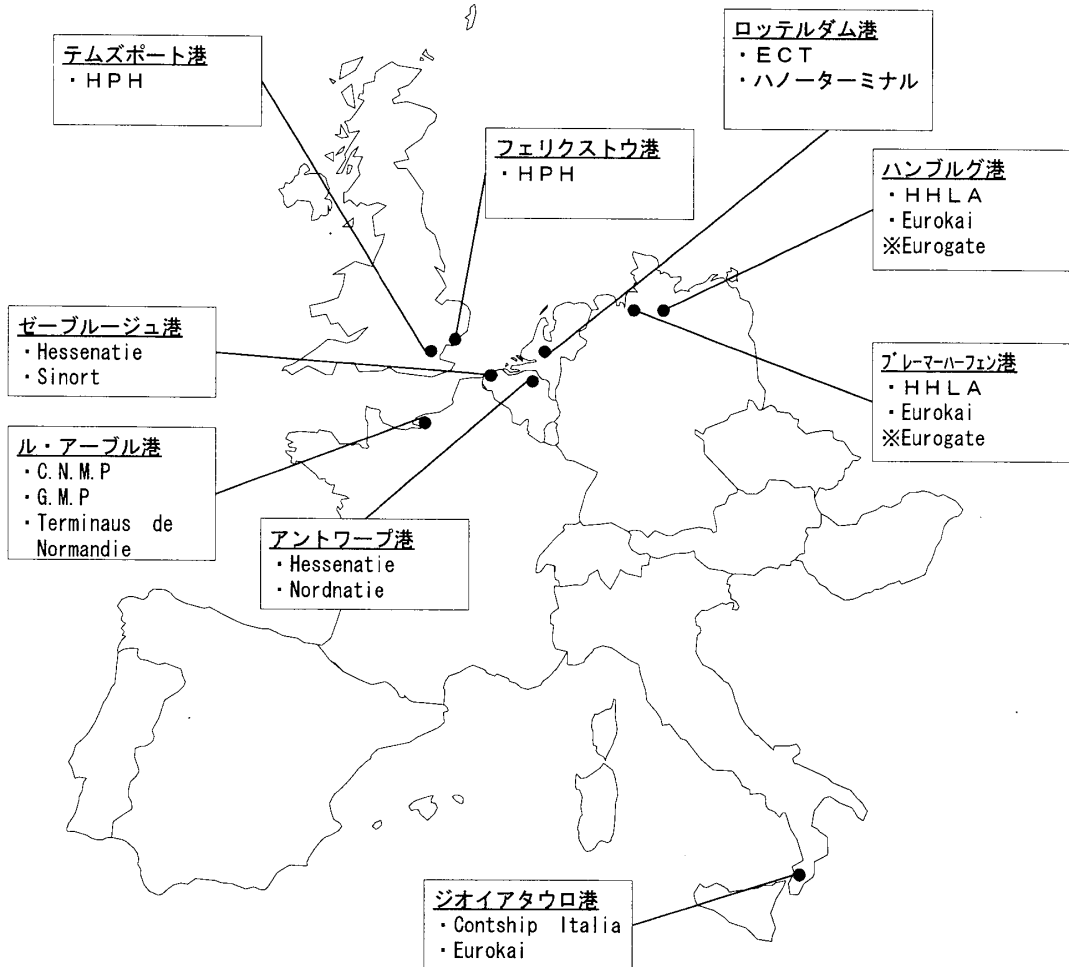 テムズポート港
・ＨＰＨ
ロッテルダム港
・ＥＣＴ
・ハノーターミナル
フェリクストウ港
・ＨＰＨ
ハンブルグ港
・ＨＨＬＡ
・Eurokai
※Eurogate
ゼーブルージュ港
・Hessenatie
・Sinort
ﾌﾞﾚｰﾏｰﾊｰﾌｪﾝ港
・ＨＨＬＡ
・Eurokai
※Eurogate
ル・アーブル港
・C.N.M.P
・G.M.P
・Terminaus de
Normandie
アントワープ港
・Hessenatie
・Nordnatie
ジオイアタウロ港
・Contship Italia
・Eurokai